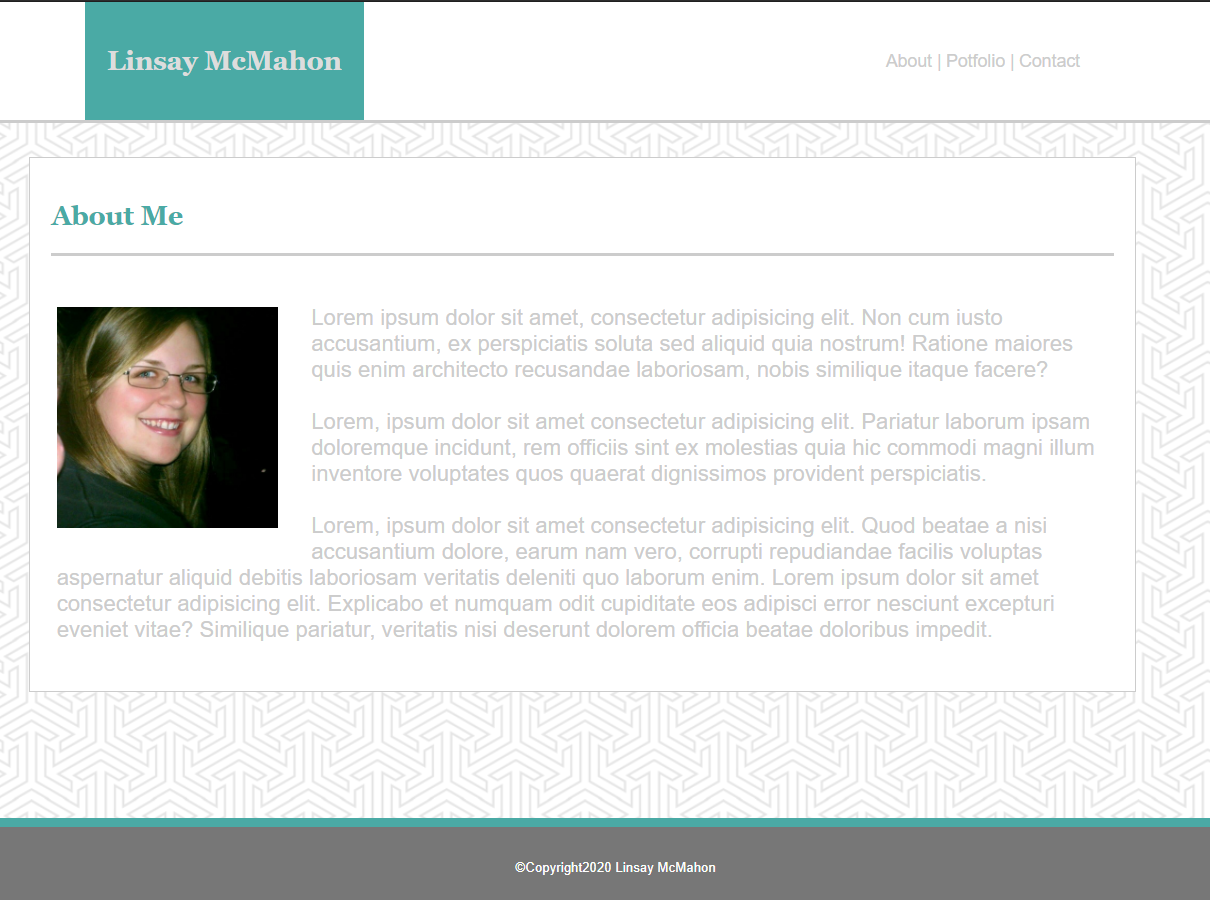 Linsay McMahon
About | Potfolio | Contact
About Me
Lorem ipsum dolor sit amet, consectetur adipisicing elit. Non cum iusto
accusantium, ex perspiciatis soluta sed aliquid quia nostrum! Ratione maiores
quis enim architecto recusandae laboriosam, nobis similique itaque facere?
Lorem, ipsum dolor sit amet consectetur adipisicing elit. Pariatur laborum ipsam
doloremque incidunt, rem officiis sint ex molestias quia hic commodi magni illum
inventore voluptates quos quaerat dignissimos provident perspiciatis.
Lorem, ipsum dolor sit amet consectetur adipisicing elit. Quod beatae a nisi
accusantium dolore, earum nam vero, corrupti repudiandae facilis voluptas
aspernatur aliquid debitis laboriosam veritatis deleniti quo laborum enim. Lorem ipsum dolor sit amet
consectetur adipisicing elit. Explicabo et numquam odit cupiditate eos adipisci error nesciunt excepturi
eveniet vitae? Similique pariatur, veritatis nisi deserunt dolorem officia beatae doloribus impedit.
©Copyright2020 Linsay McMahon